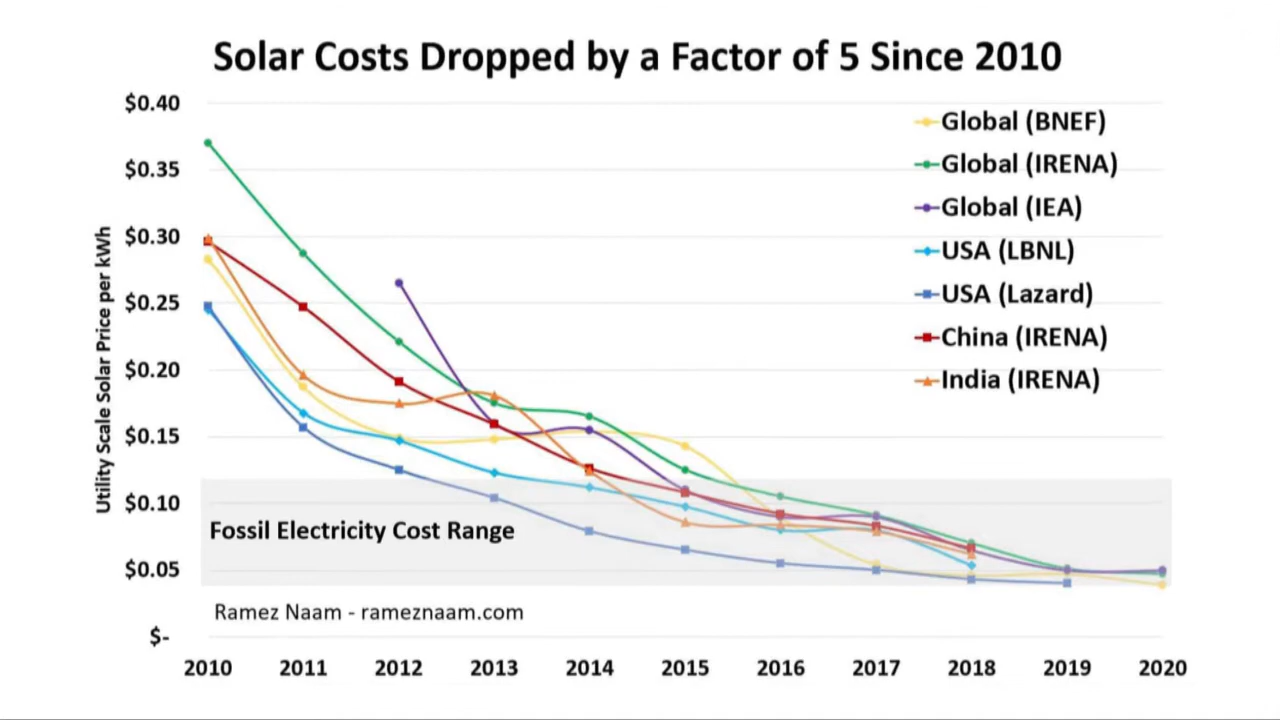 Solar Costs Dropped by a Factor of 5 Since 2010
Utility Scale Solar Price per kWh
$0.40
$0.35
$0.30
$0.25
$0.20
$0.15
$0.10
$0.05
$-
Global (BNEF)
Global (IRENA)
Global (IEA)
USA (LBNL)
USA (Lazard)
China (IRENA)
India (IRENA)
Fossil Electricity Cost Range
Ramez Naam - rameznaam.com
2010 2011 2012 2013 2014 2015 2016 2017 2018 2019 2020